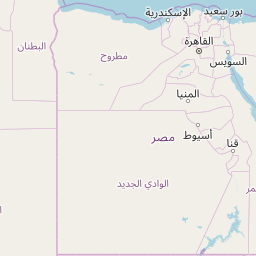 بور سعيد
الإسكندرية
القاهرة
البطنان
مطروح
السويس
المنيا
أسيوط
مصر
قنا
الوادي الجديد